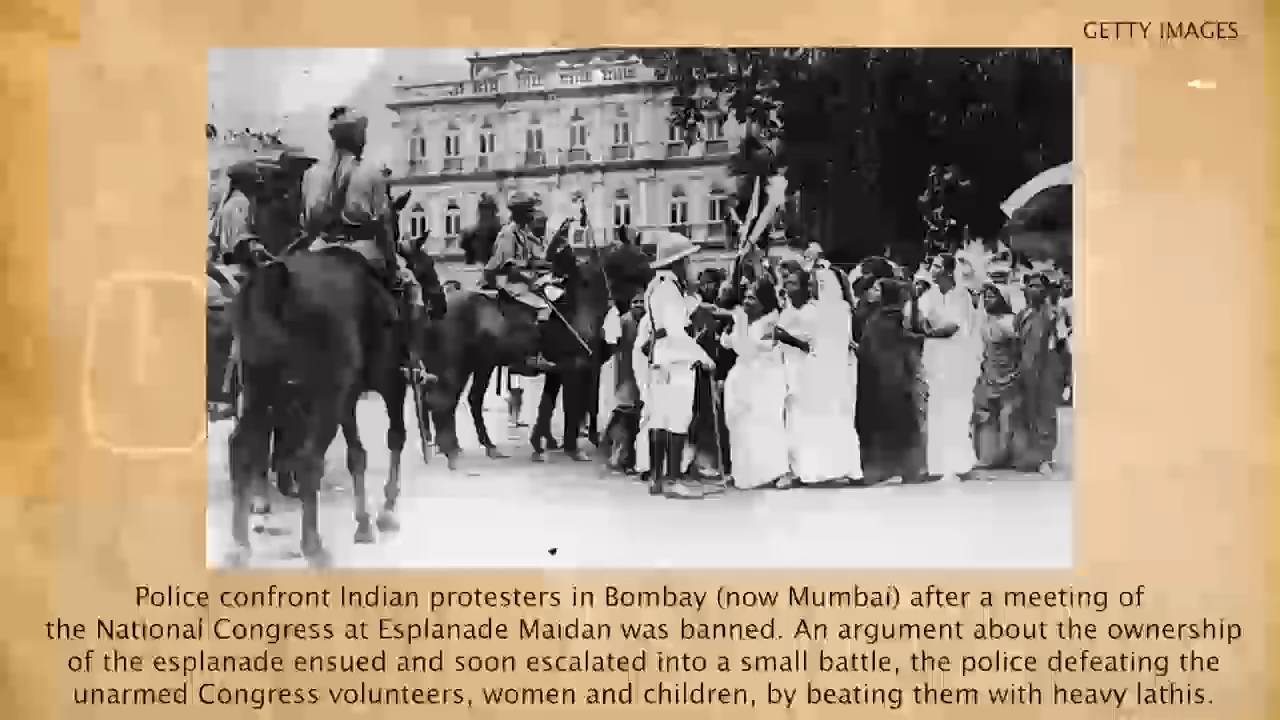 GETTY IMAGES
Police confront Indian protesters in Bombay (now Mumbai) after a meeting of
the National Congress at Esplanade Maidan was banned. An argument about the ownership
of the esplanade ensued and soon escalated into a small battle, the police defeating the
unarmed Congress volunteers, women and children, by beating them with heavy lathis.